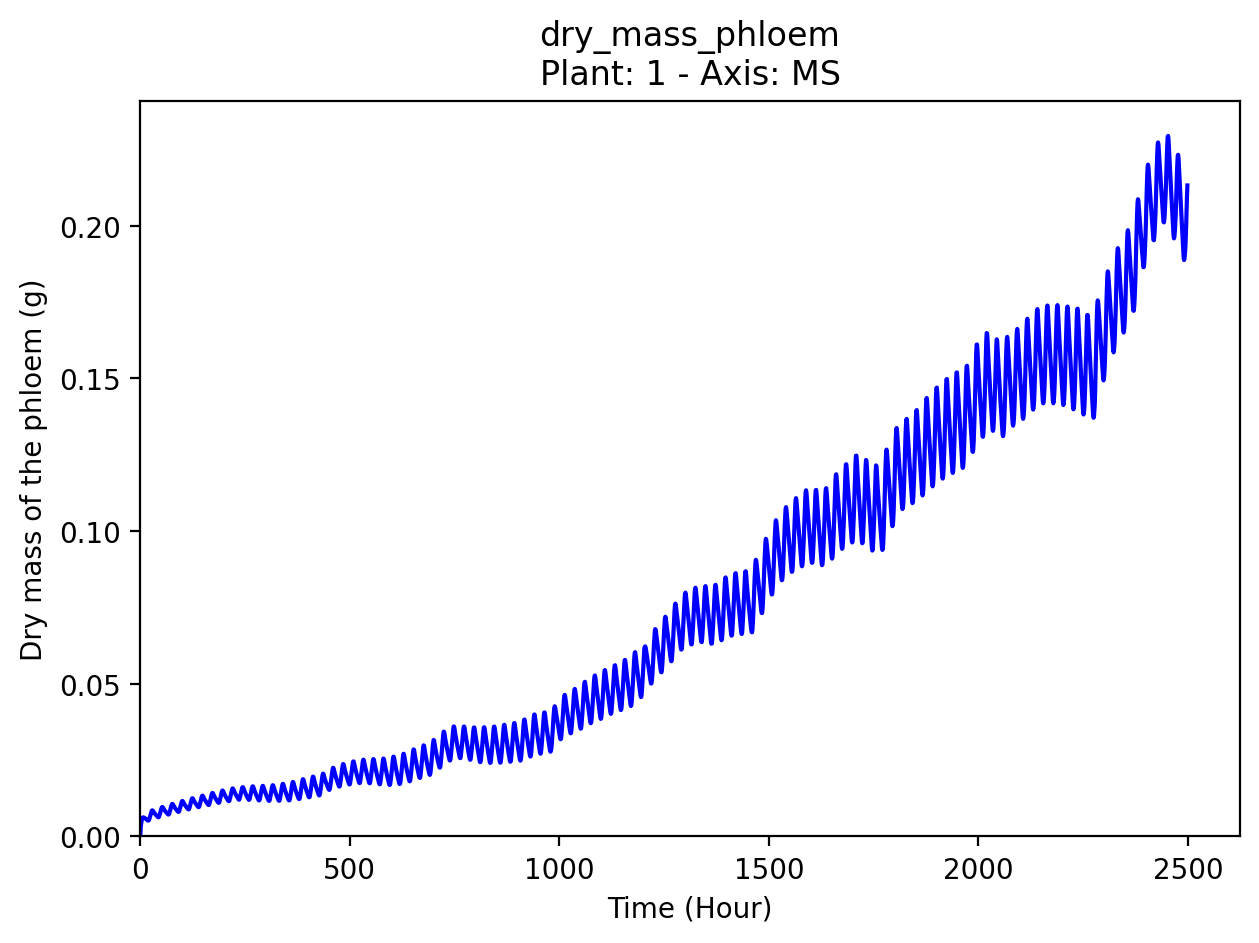 dry_mass_phloem
Plant: 1 - Axis: MS
Dry mass of the phloem (g)
0.20
0.15
0.10
0.05
0.00
0 500 1000 1500 2000 2500
Time (Hour)